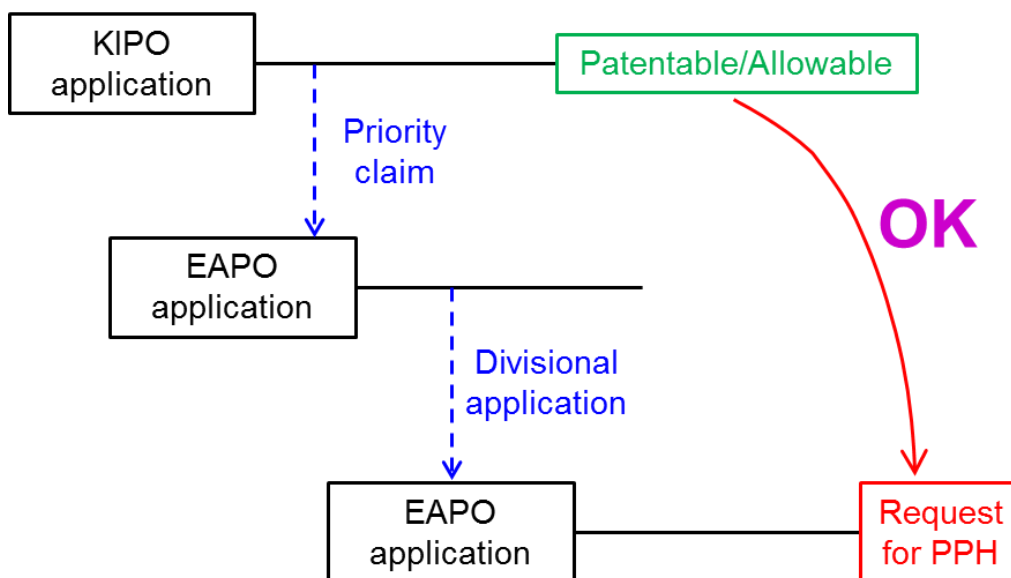 KIPO
application
Patentable/Allowable
Priority
claim
OK
EAPO
application
Divisional
application
EAPO
application
Request
for PPH